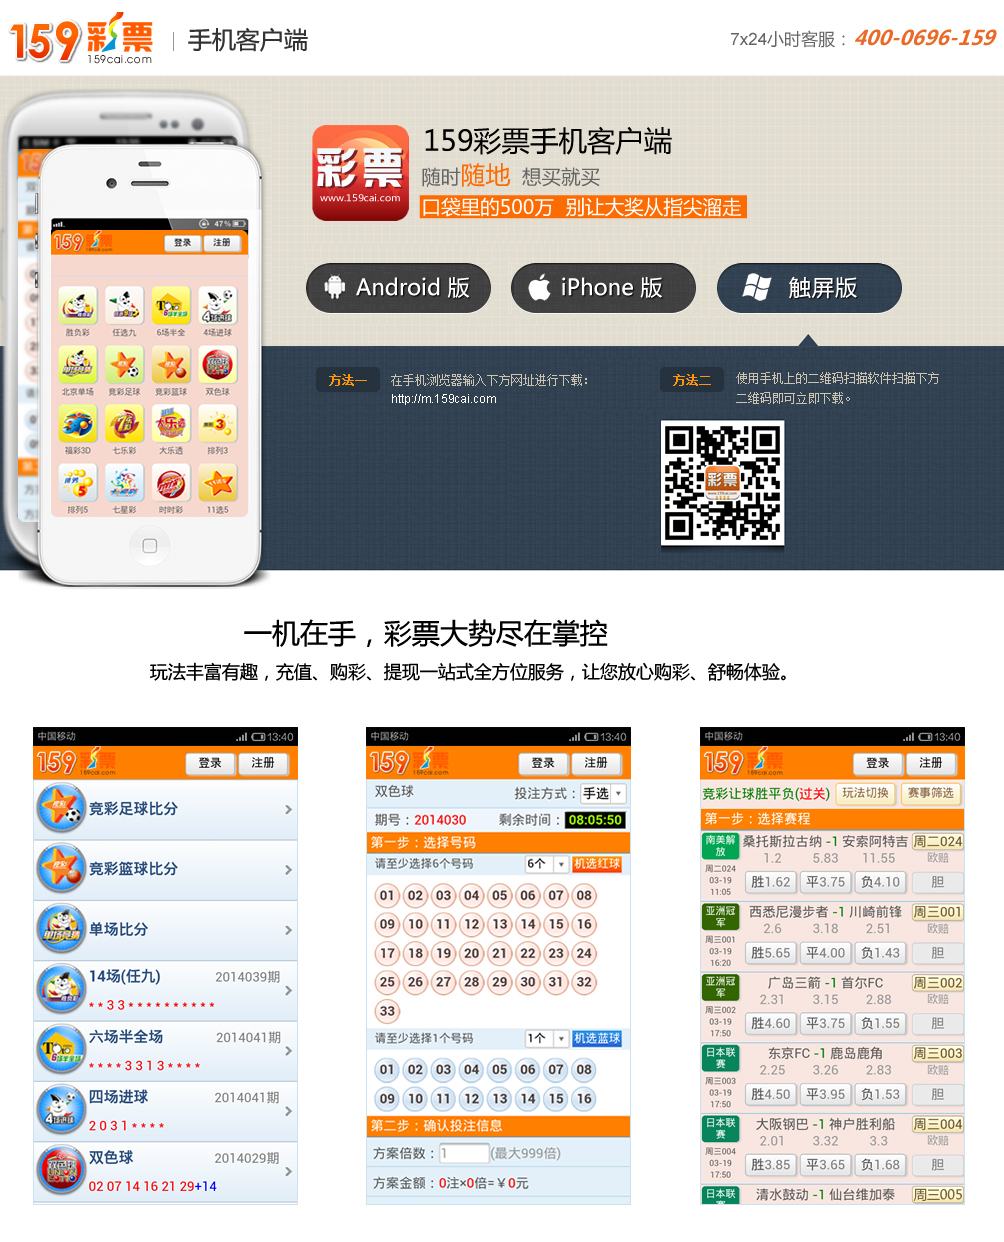 159彩票
159cai.com
手机客户端
7x24小时客服： 400-0696-159
彩票
www.159cai.com
159彩票手机客户端
随时随地 想买就买
口袋里的500万 别让大奖从指尖溜走
Android 版
iPhone 版
触屏版
47%
159
登录 注册
胜负彩 任选九 6场半全 4场进球
北京单场 竞彩足球 竞彩篮球 双色球
福彩3D 七乐彩 大乐透 排列3
排列5 七星彩 时时彩 11选5
方法一
在手机浏览器输入下方网址进行下载：
http://m.159cai.com
方法二
使用手机上的二维码扫描软件扫描下方
二维码即可立即下载。
彩票
一机在手，彩票大势尽在掌控
玩法丰富有趣，充值、购彩、提现一站式全方位服务，让您放心购彩、舒畅体验。
中国移动 13:40
159彩票
159cai.com
登录 注册
竞彩足球比分
竞彩篮球比分
单场比分
14场(任九) 2014039期
**33**********
六场半全场 2014041期
****3313****
四场进球 2014041期
2031****
双色球 2014029期
02 07 14 16 21 29+14
中国移动 13:40
159彩票
159cai.com
登录 注册
双色球 投注方式： 手选
期号：2014030 剩余时间： 08:05:50
第一步：选择号码
请至少选择6个号码 6个 机选红球
01 02 03 04 05 06 07 08
09 10 11 12 13 14 15 16
17 18 19 20 21 22 23 24
25 26 27 28 29 30 31 32
33
请至少选择1个号码 1个 机选蓝球
01 02 03 04 05 06 07 08
09 10 11 12 13 14 15 16
第二步：确认投注信息
方案倍数： 1 (最大999倍)
方案金额：0注×0倍=￥0元
中国移动 13:40
159彩票
159cai.com
登录 注册
竞彩让球胜平负(过关) 玩法切换 赛事筛选
第一步：选择赛程
南美解放 桑托斯拉古纳 -1 安索阿特吉 周二024
1.2 5.83 11.55 欧赔
周二024
03-19
11:05
胜1.62 平3.75 负4.10 胆
亚洲冠军 西悉尼漫步者 -1 川崎前锋 周三001
2.6 3.18 2.51 欧赔
周三001
03-19
16:20
胜5.65 平4.00 负1.43 胆
亚洲冠军 广岛三箭 -1 首尔FC 周三002
2.31 3.15 2.88 欧赔
周三002
03-19
17:50
胜4.60 平3.75 负1.55 胆
日本联赛 东京FC -1 鹿岛鹿角 周三003
2.25 3.26 2.83 欧赔
周三003
03-19
17:50
胜4.50 平3.95 负1.53 胆
日本联赛 大阪钢巴 -1 神户胜利船 周三004
2.01 3.32 3.3 欧赔
周三004
03-19
17:50
胜3.85 平3.65 负1.68 胆
日本联赛 清水鼓动 -1 仙台维加泰 周三005